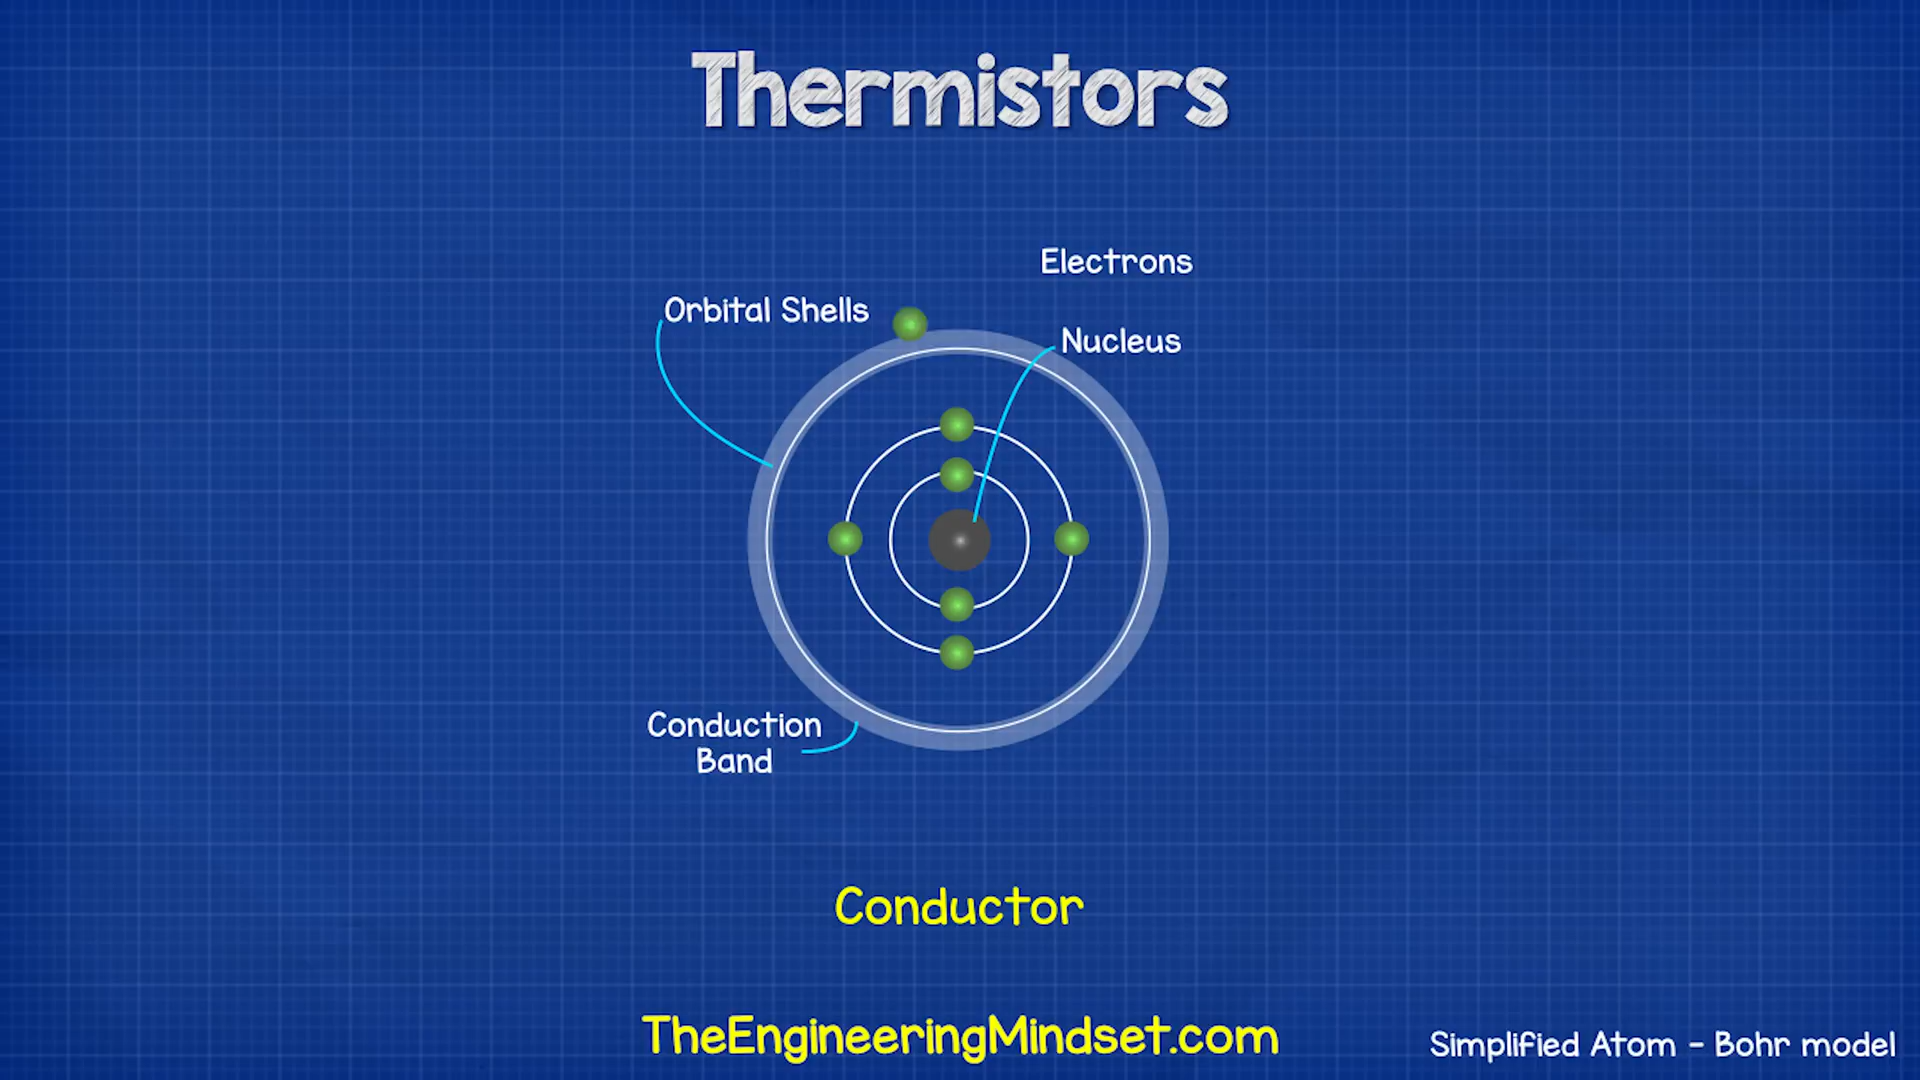 Thermistors
Electrons
Orbital Shells
Nucleus
Conduction
Band
Conductor
TheEngineeringMindset.com
Simplified Atom - Bohr model